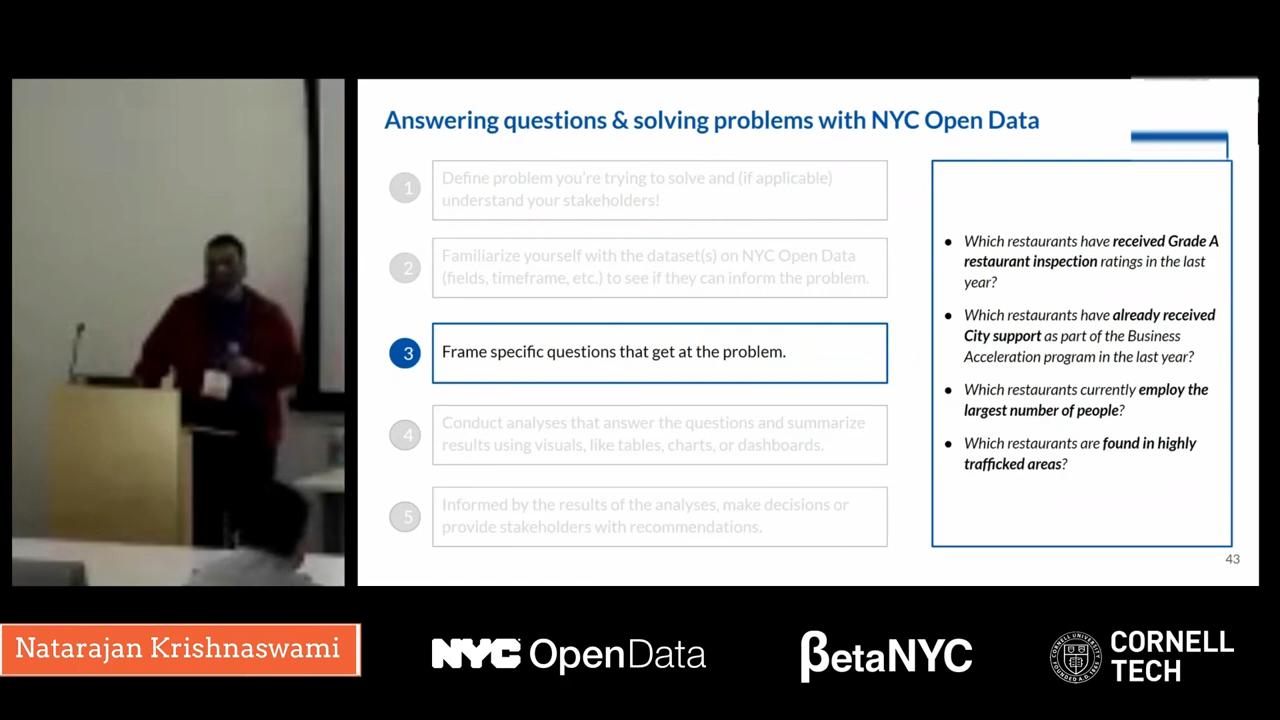 Answering questions & solving problems with NYC Open Data
1
Define problem you're trying to solve and (if applicable)
understand your stakeholders!
2
Familiarize yourself with the dataset(s) on NYC Open Data
(fields, timeframe, etc.) to see if they can inform the problem.
3
Frame specific questions that get at the problem.
4
Conduct analyses that answer the questions and summarize
results using visuals, like tables, charts, or dashboards.
5
Informed by the results of the analyses, make decisions or
provide stakeholders with recommendations.
● Which restaurants have received Grade A
restaurant inspection ratings in the last
year?
● Which restaurants have already received
City support as part of the Business
Acceleration program in the last year?
● Which restaurants currently employ the
largest number of people?
● Which restaurants are found in highly
trafficked areas?
43
Natarajan Krishnaswami
NYC OpenData
βetaNYC
CORNELL
TECH